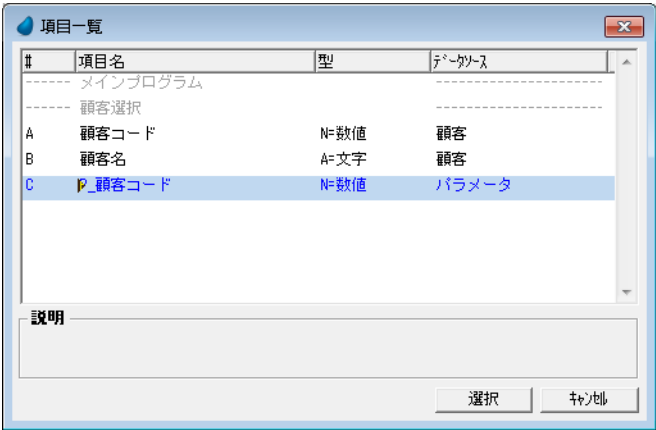 項目一覧
# 項目名 型 ﾃﾞｰﾀｿｰｽ
------ メインプログラム ----------------------
------ 顧客選択 ----------------------
A 顧客コード N=数値 顧客
B 顧客名 A=文字 顧客
C P_顧客コード N=数値 パラメータ
説明
選択 ｷｬﾝｾﾙ